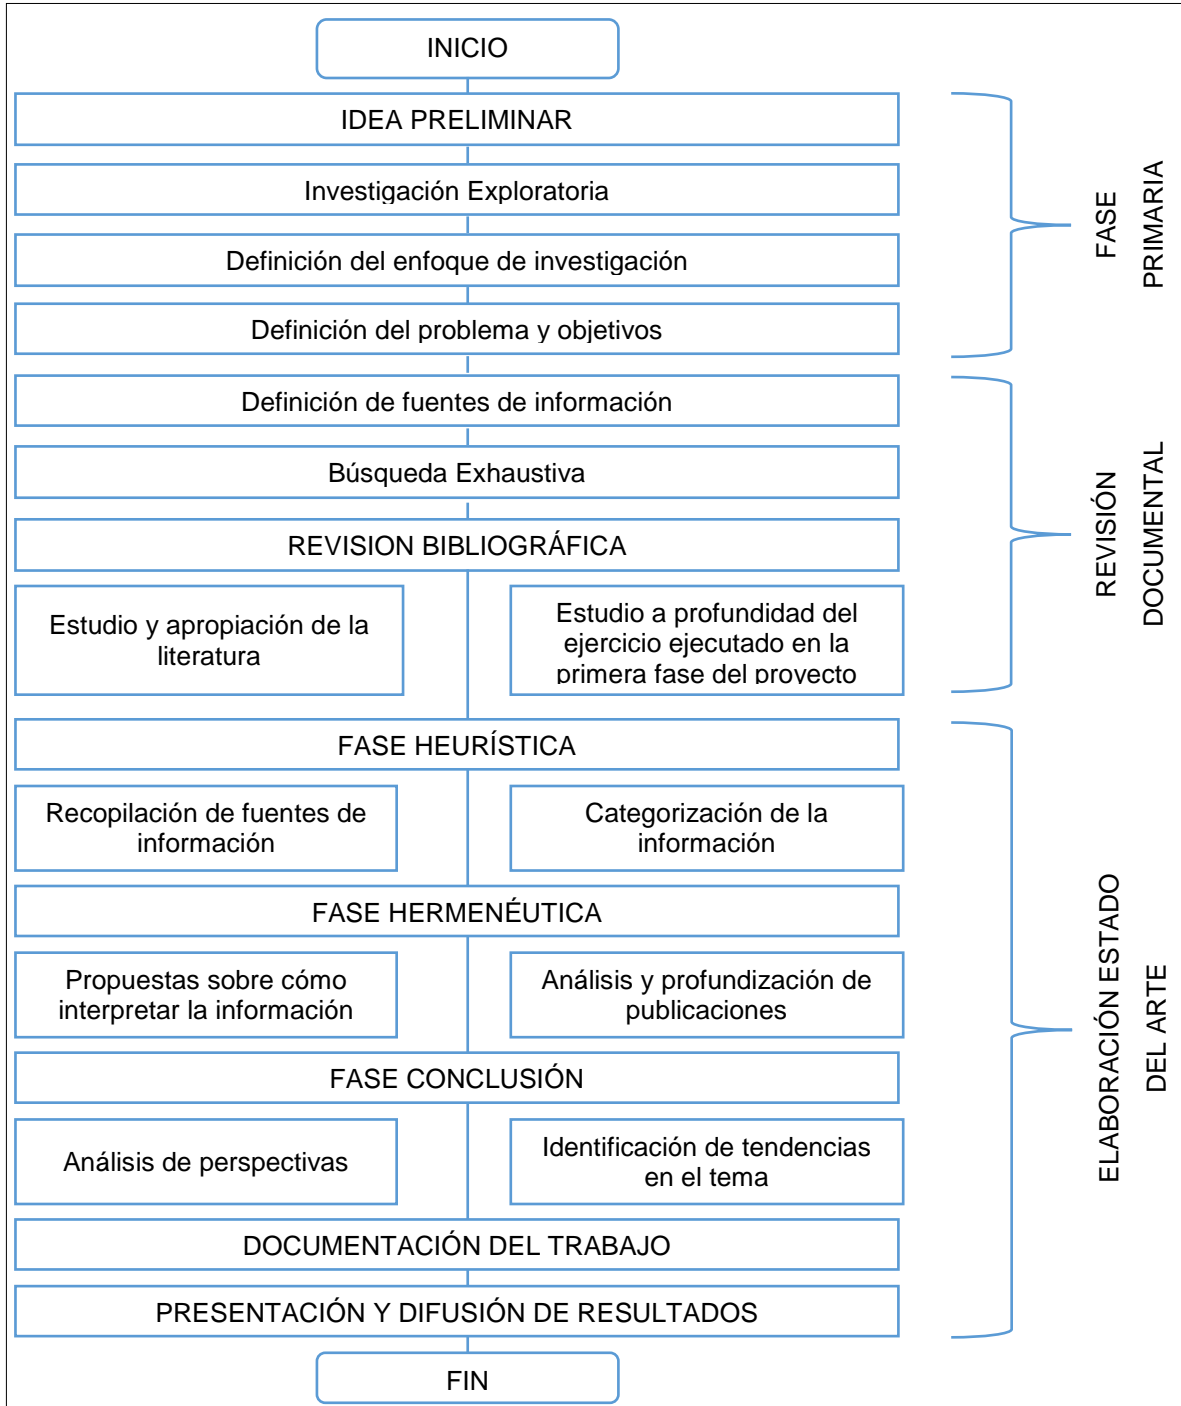 INICIO
IDEA PRELIMINAR
Investigación Exploratoria
Definición del enfoque de investigación
Definición del problema y objetivos
FASE
PRIMARIA
Definición de fuentes de información
Búsqueda Exhaustiva
REVISION BIBLIOGRÁFICA
Estudio y apropiación de la
literatura
Estudio a profundidad del
ejercicio ejecutado en la
primera fase del proyecto
REVISIÓN
DOCUMENTAL
FASE HEURÍSTICA
Recopilación de fuentes de
información
Categorización de la
información
FASE HERMENÉUTICA
Propuestas sobre cómo
interpretar la información
Análisis y profundización de
publicaciones
FASE CONCLUSIÓN
Análisis de perspectivas
Identificación de tendencias
en el tema
DOCUMENTACIÓN DEL TRABAJO
PRESENTACIÓN Y DIFUSIÓN DE RESULTADOS
ELABORACIÓN ESTADO
DEL ARTE
FIN